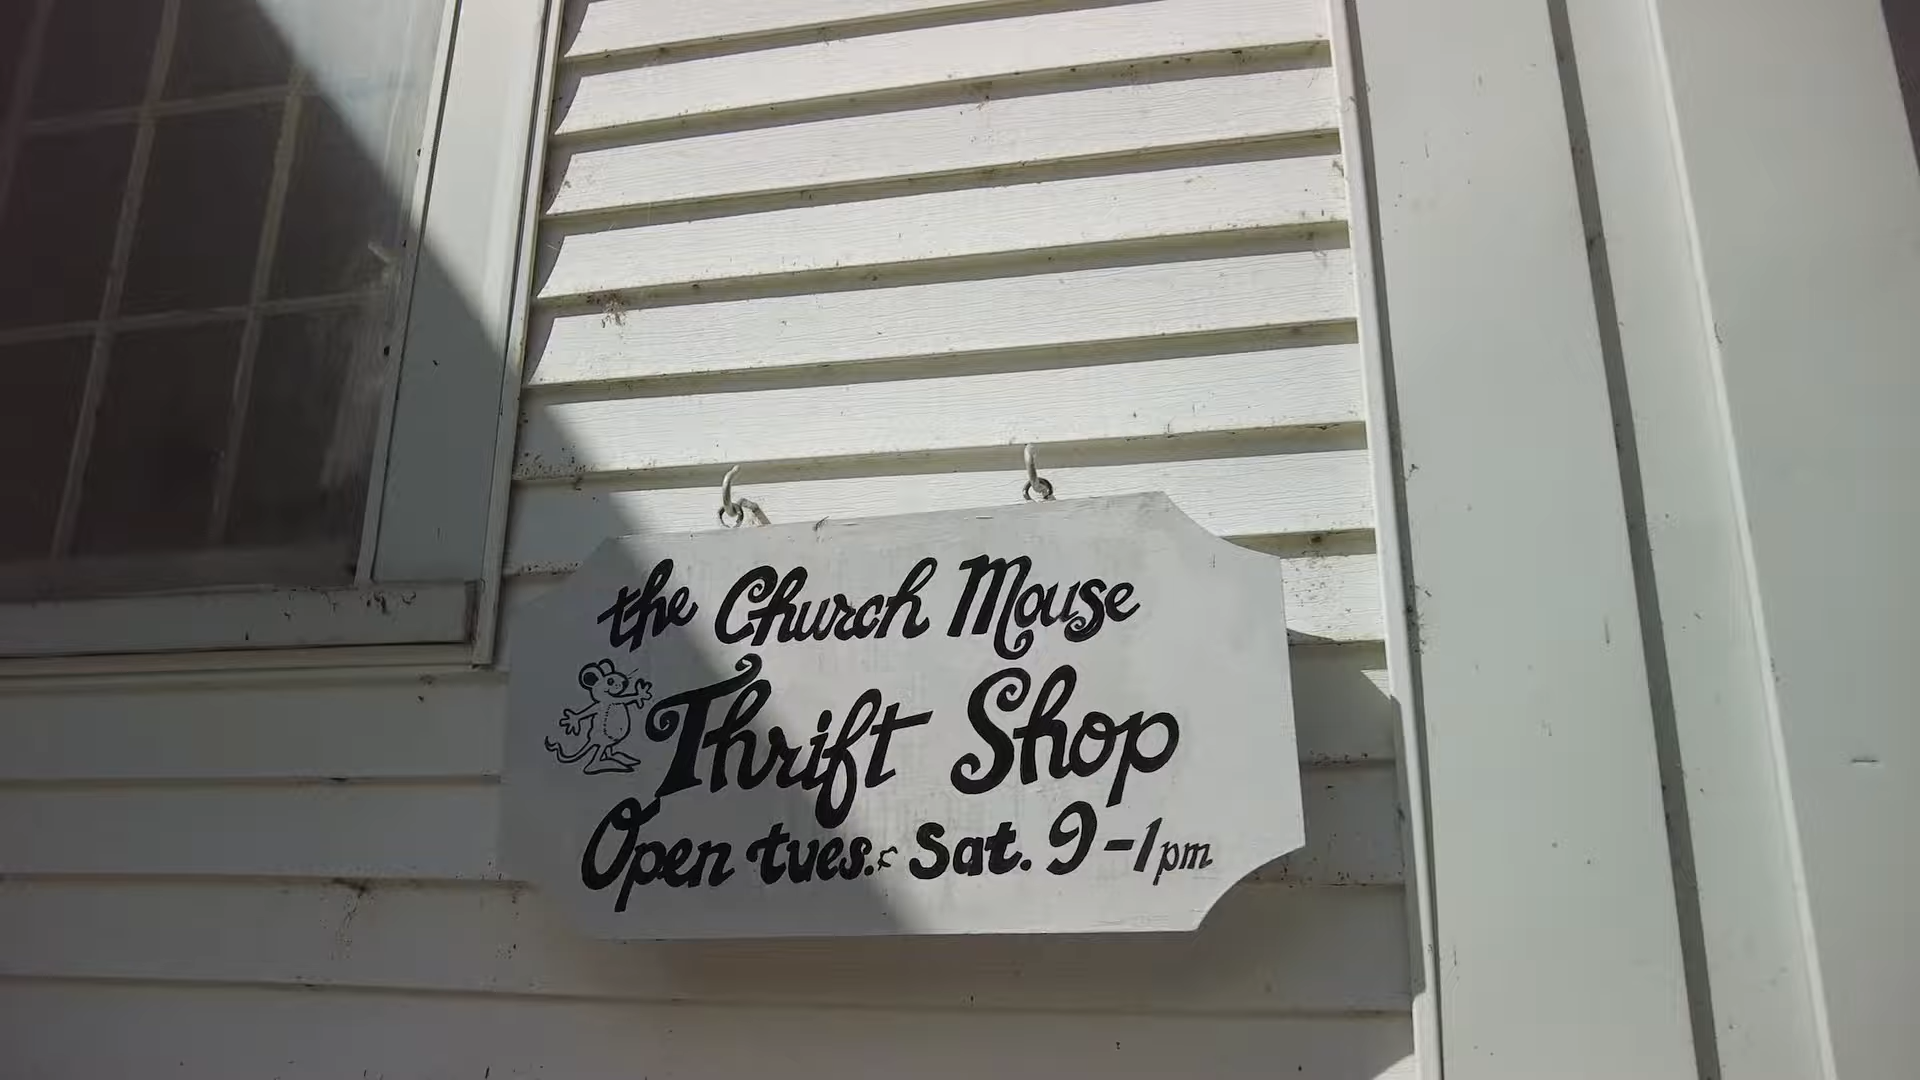 the Church Mouse
Thrift Shop
Open tues. & Sat. 9-1pm